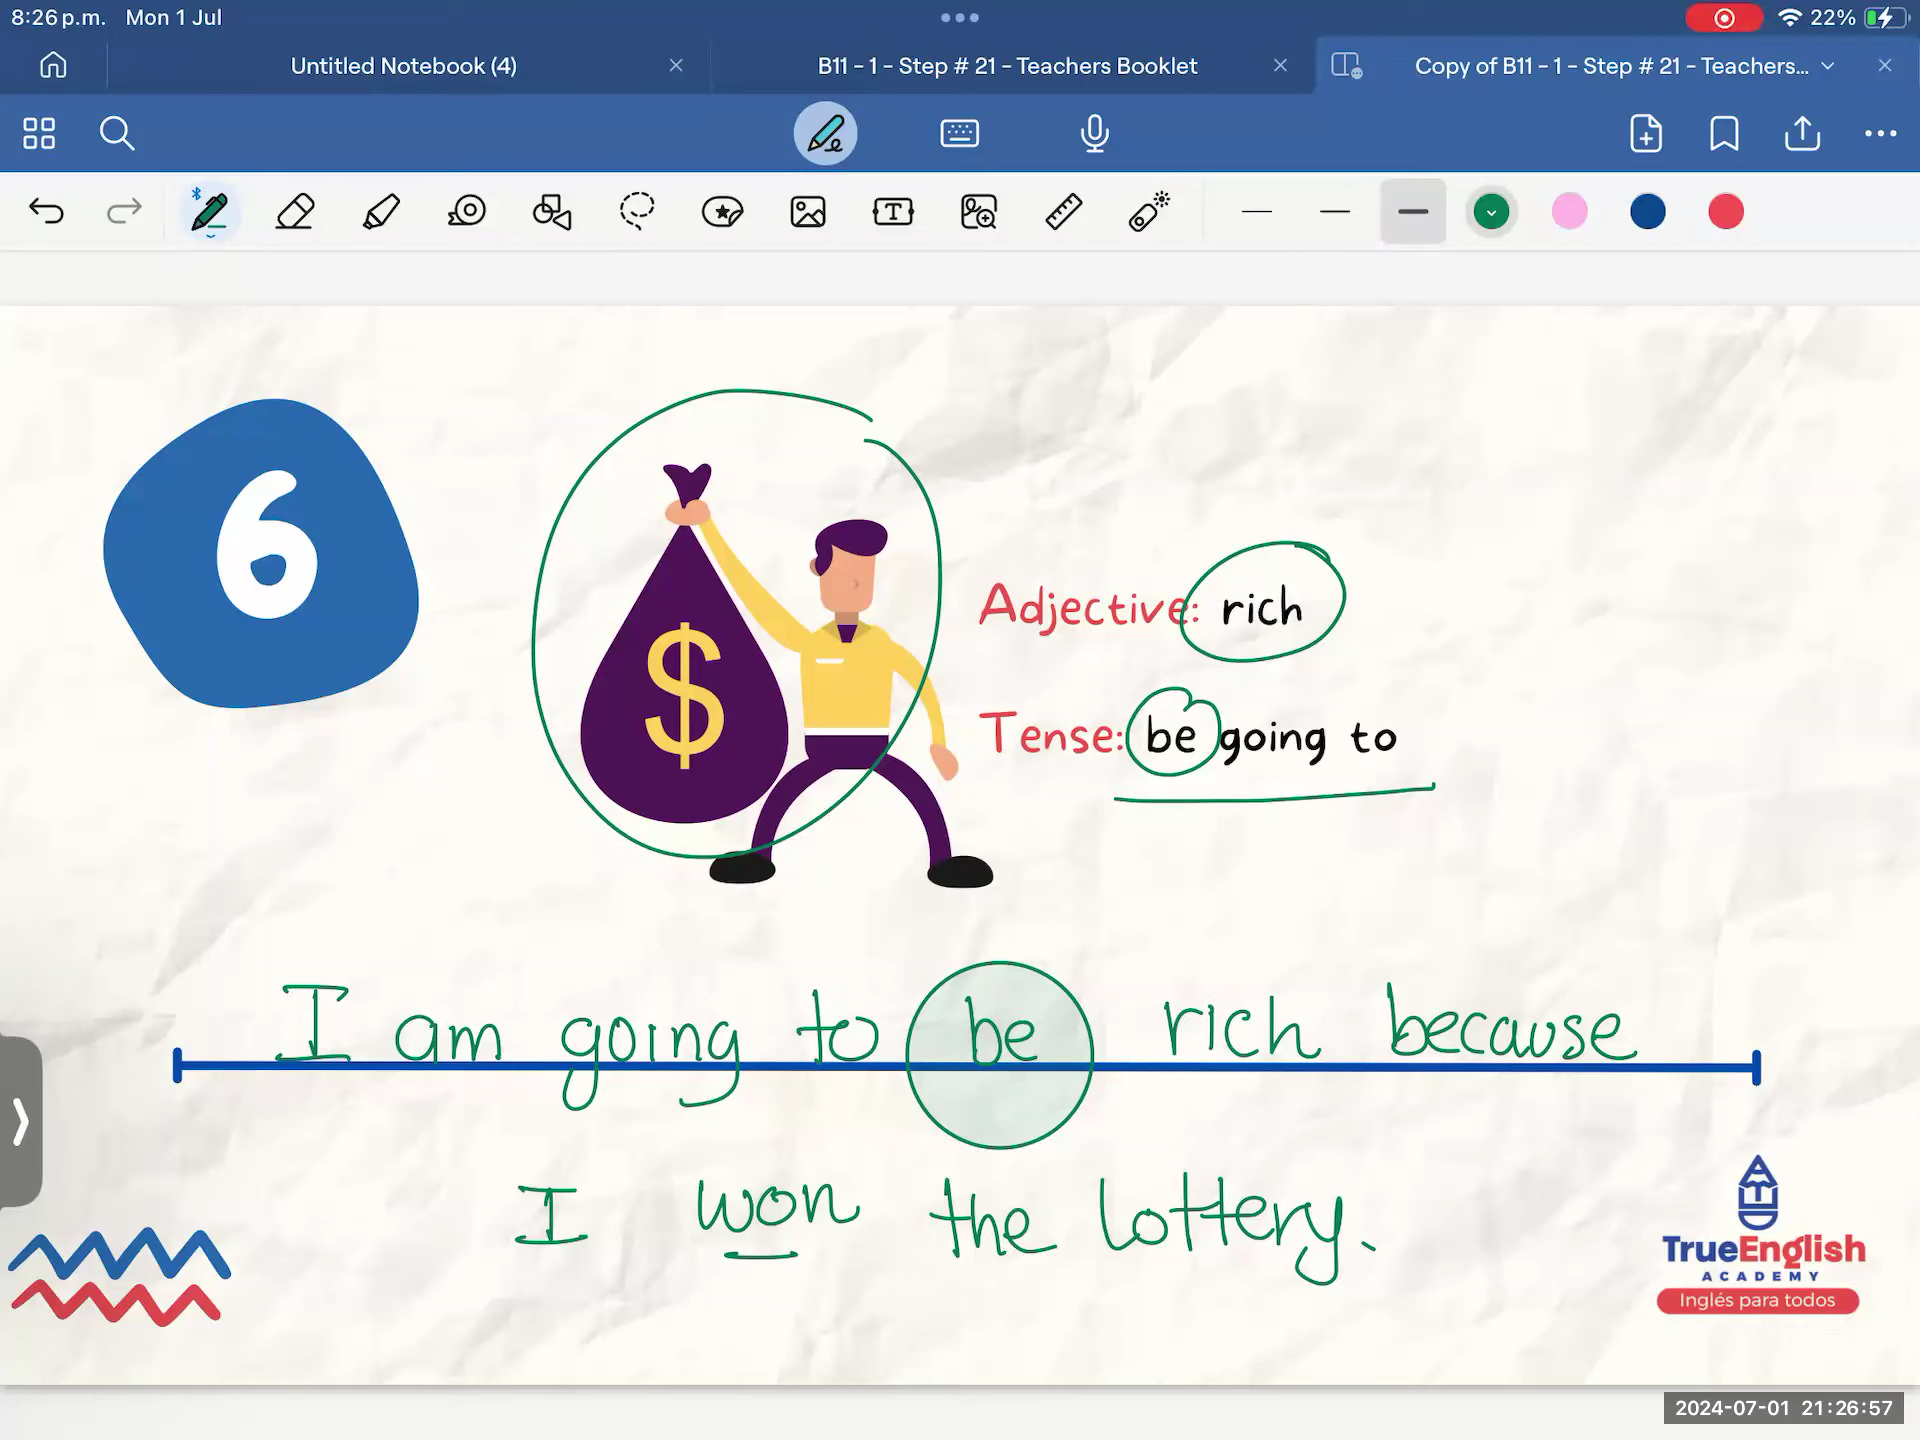 8:26 p.m. Mon 1 Jul
22%
Untitled Notebook (4)
B11 - 1 - Step # 21 - Teachers Booklet
Copy of B11 - 1 - Step # 21 - Teachers...
6
$
Adjective: rich
Tense: be going to
I am going to be rich because
I won the lottery.
TrueEnglish
ACADEMY
Inglés para todos
2024-07-01 21:26:57